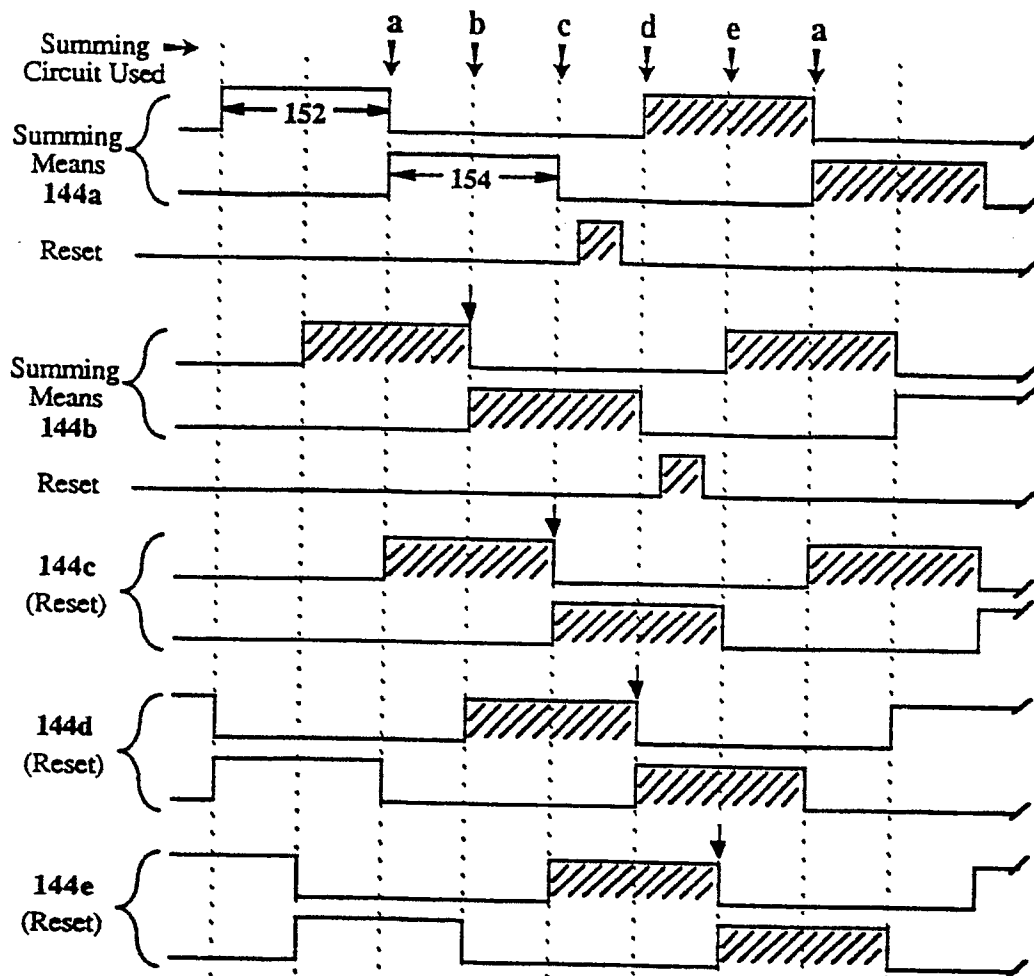 a b c d e a
Summing
Circuit Used
152
Summing
Means
144a
154
Reset
Summing
Means
144b
Reset
144c
(Reset)
144d
(Reset)
144e
(Reset)